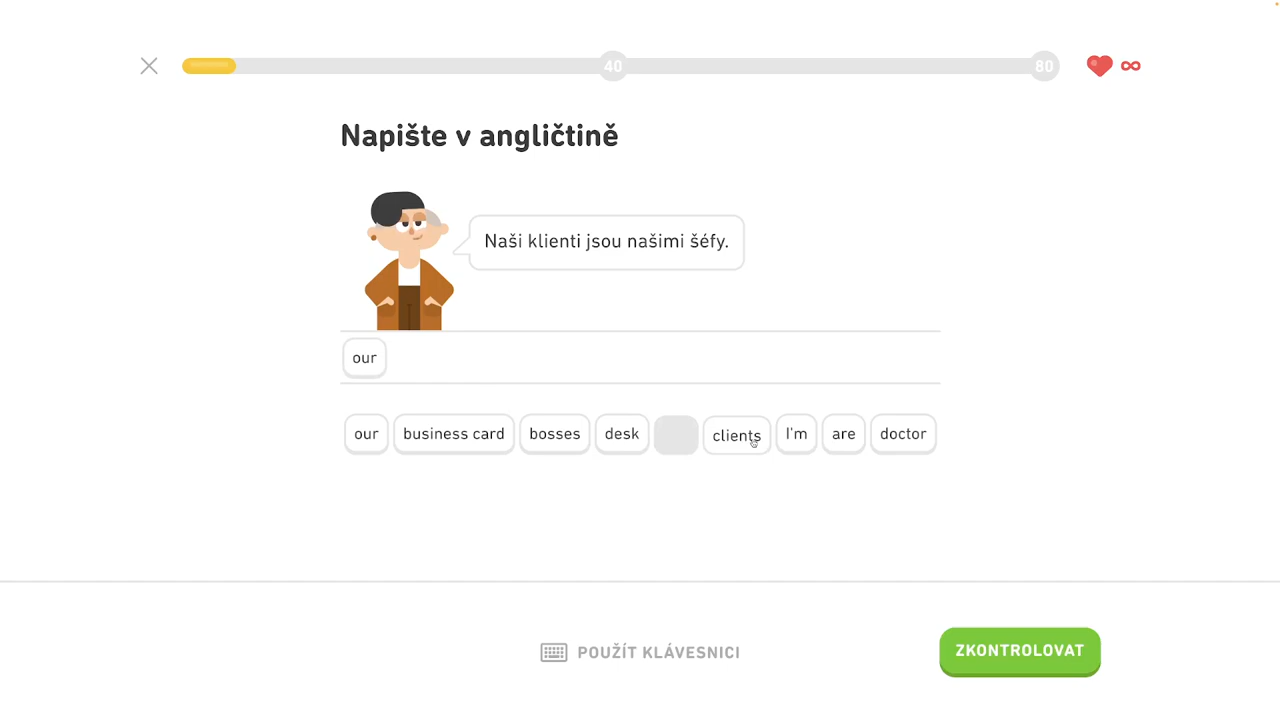 40 80 ∞
Napište v angličtině
Naši klienti jsou našimi šéfy.
our
our business card bosses desk clients I'm are doctor
POUŽÍT KLÁVESNICI ZKONTROLOVAT